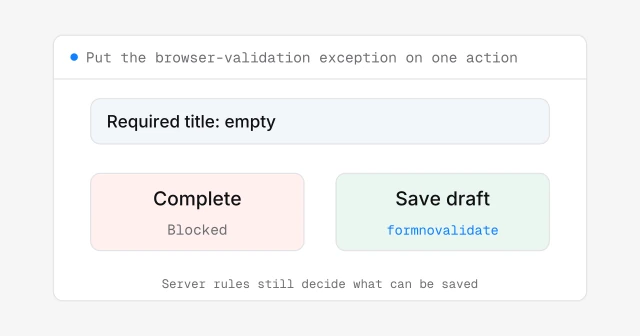 Put the browser-validation exception on one action
Required title: empty
Complete
Blocked
Save draft
formnovalidate
Server rules still decide what can be saved